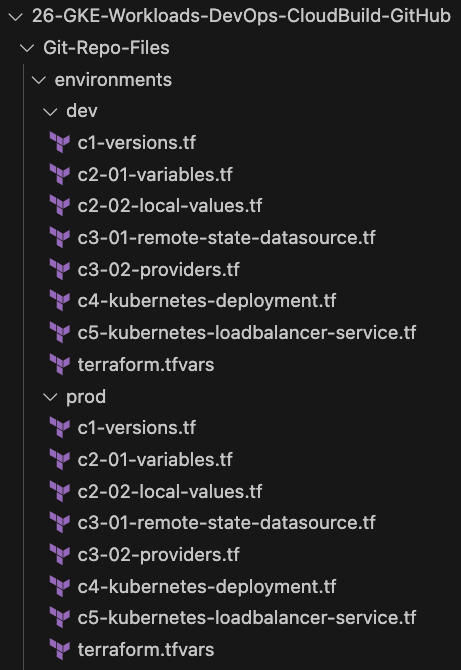 26-GKE-Workloads-DevOps-CloudBuild-GitHub
Git-Repo-Files
environments
dev
c1-versions.tf
c2-01-variables.tf
c2-02-local-values.tf
c3-01-remote-state-datasource.tf
c3-02-providers.tf
c4-kubernetes-deployment.tf
c5-kubernetes-loadbalancer-service.tf
terraform.tfvars
prod
c1-versions.tf
c2-01-variables.tf
c2-02-local-values.tf
c3-01-remote-state-datasource.tf
c3-02-providers.tf
c4-kubernetes-deployment.tf
c5-kubernetes-loadbalancer-service.tf
terraform.tfvars